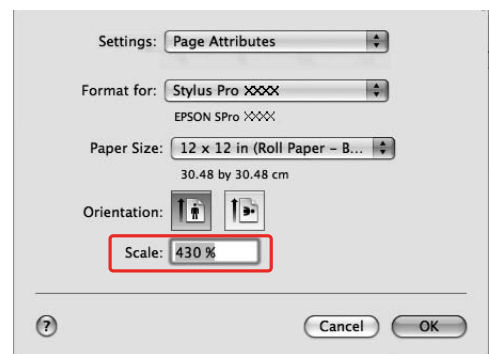 Settings: Page Attributes
Format for: Stylus Pro XXXX
EPSON SPro XXXX
Paper Size: 12 x 12 in (Roll Paper – B...
30.48 by 30.48 cm
Orientation:
Scale: 430 %
? Cancel OK